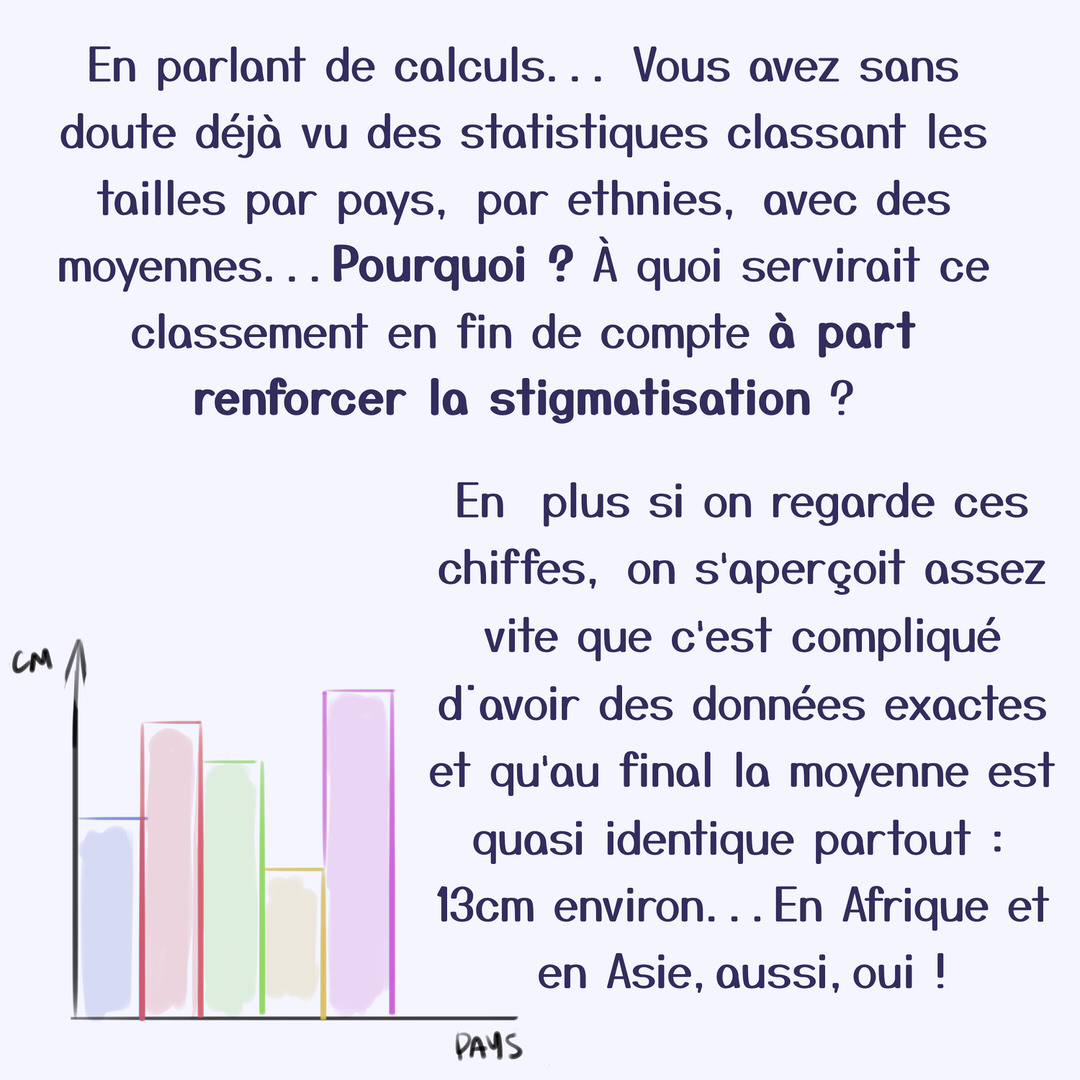 En parlant de calculs... Vous avez sans
doute déjà vu des statistiques classant les
tailles par pays, par ethnies, avec des
moyennes... Pourquoi ? À quoi servirait ce
classement en fin de compte à part
renforcer la stigmatisation ?
En plus si on regarde ces
chiffes, on s'aperçoit assez
vite que c'est compliqué
d'avoir des données exactes
et qu'au final la moyenne est
quasi identique partout :
13cm environ... En Afrique et
en Asie, aussi, oui !
CM
PAYS